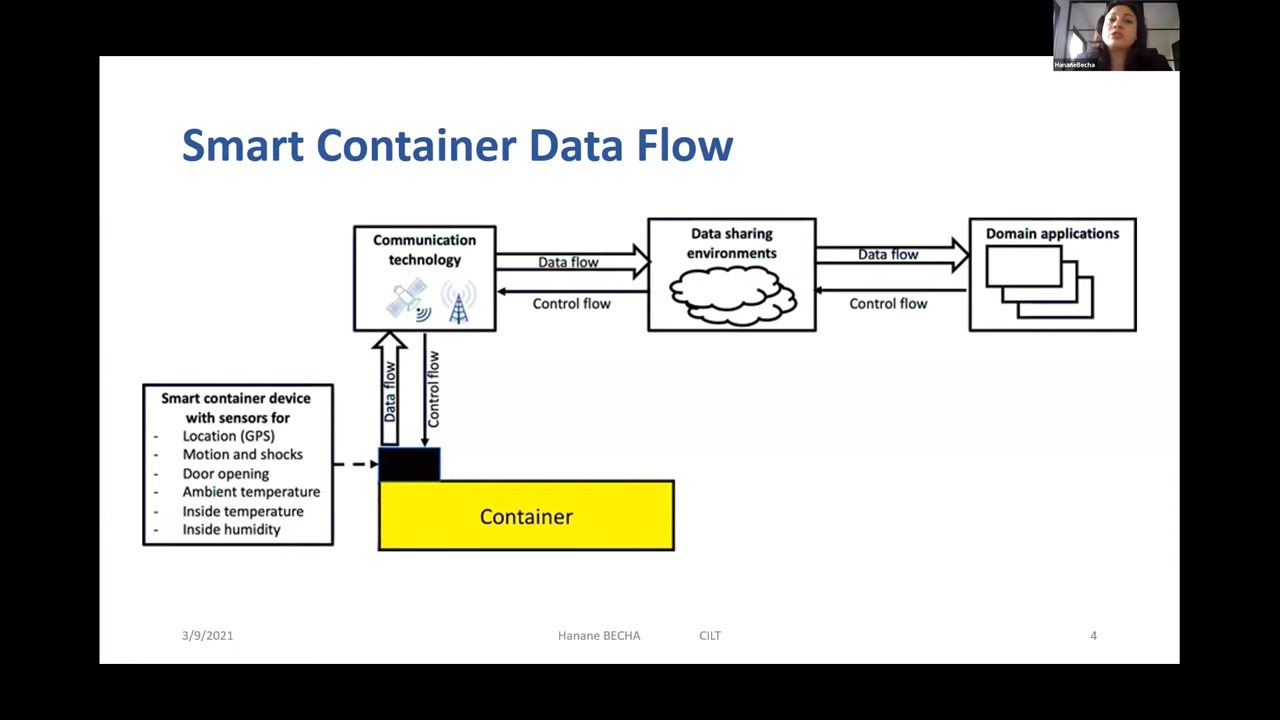 HananeBecha
Smart Container Data Flow
Communication
technology
Data flow
Control flow
Data sharing
environments
Data flow
Control flow
Domain applications
Data flow
Control flow
Smart container device
with sensors for
- Location (GPS)
- Motion and shocks
- Door opening
- Ambient temperature
- Inside temperature
- Inside humidity
Container
3/9/2021
Hanane BECHA CILT
4